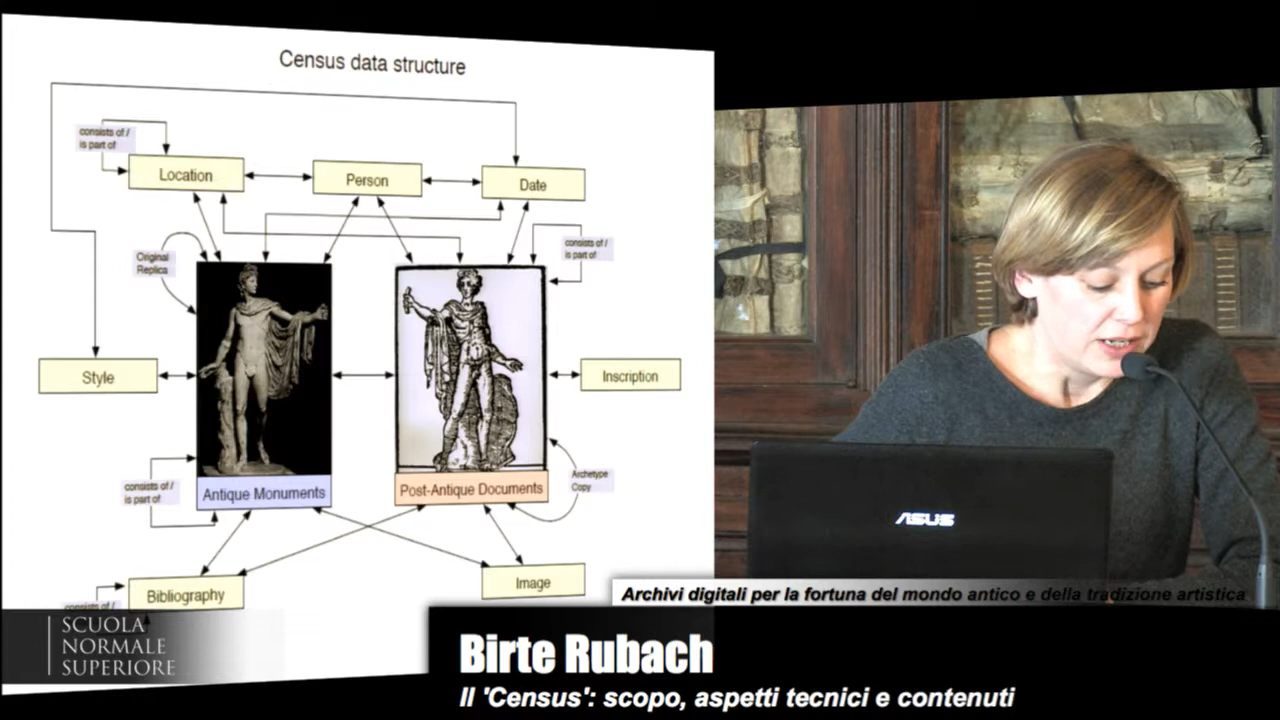 Census data structure
consists of /
is part of
Location
Person
Date
Original
Replica
consists of /
is part of
Style
Inscription
consists of /
is part of
Antique Monuments
Post-Antique Documents
Archetype
Copy
Bibliography
Image
consists of /
ASUS
Archivi digitali per la fortuna del mondo antico e della tradizione artistica
SCUOLA
NORMALE
SUPERIORE
Birte Rubach
Il 'Census': scopo, aspetti tecnici e contenuti